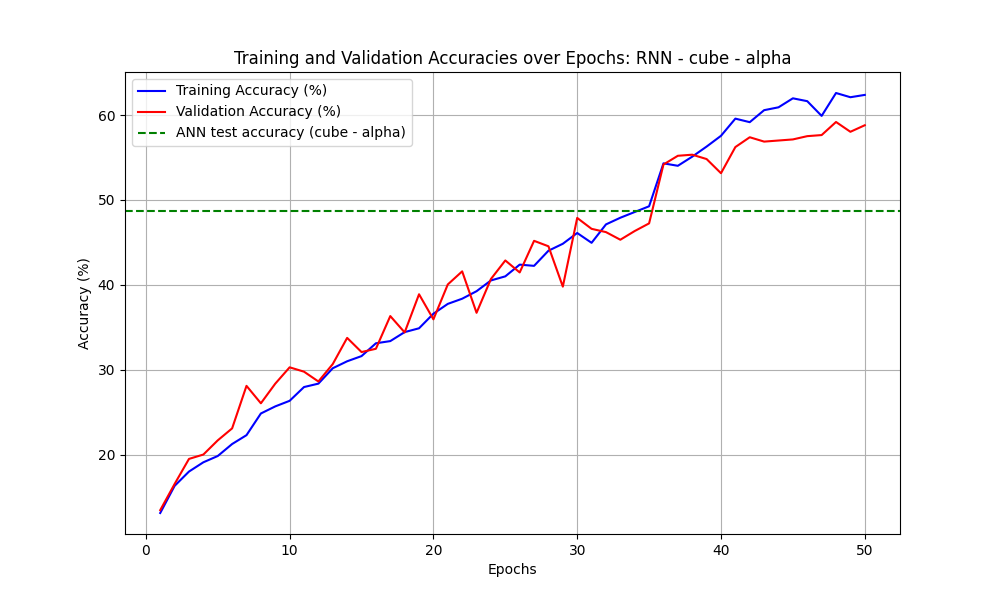 Training and Validation Accuracies over Epochs: RNN - cube - alpha
Training Accuracy (%)
Validation Accuracy (%)
ANN test accuracy (cube - alpha)
Accuracy (%)
60
50
40
30
20
0
10
20
30
40
50
Epochs